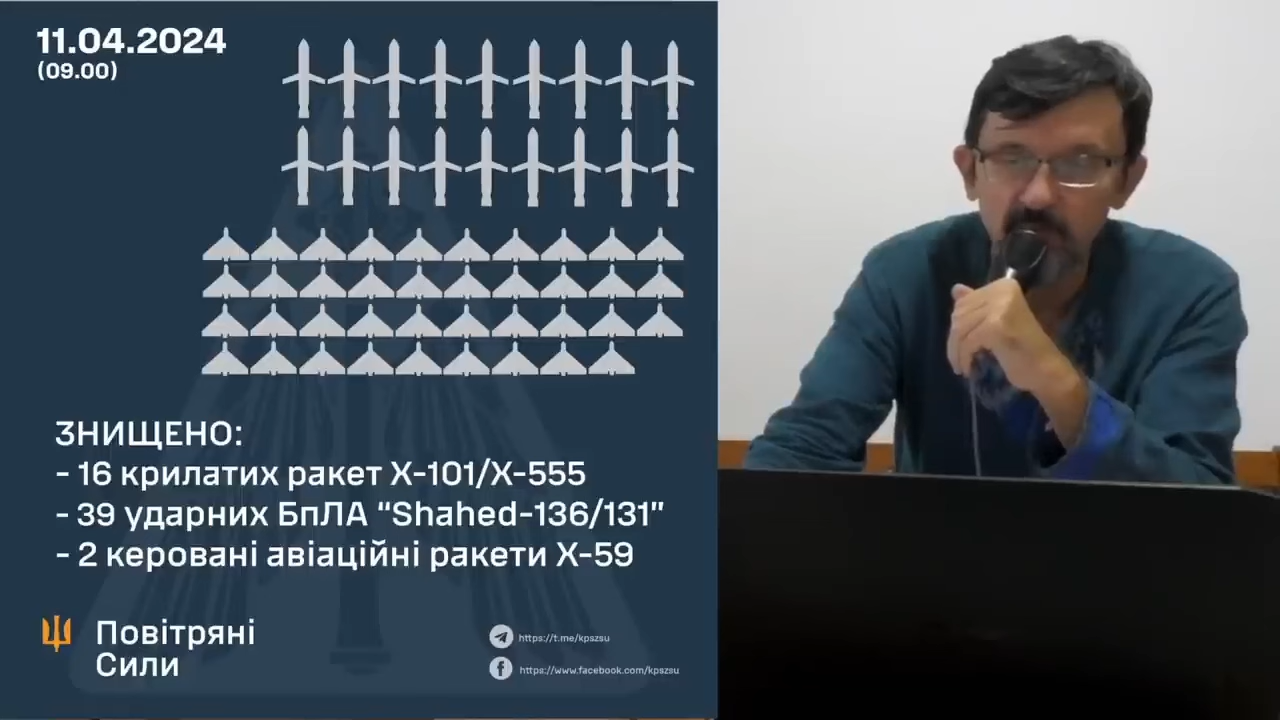 11.04.2024
(09.00)
ЗНИЩЕНО:
- 16 крилатих ракет Х-101/Х-555
- 39 ударних БпЛА “Shahed-136/131”
- 2 керовані авіаційні ракети Х-59
Повітряні
Сили
https://t.me/kpszsu
https://www.facebook.com/kpszsu